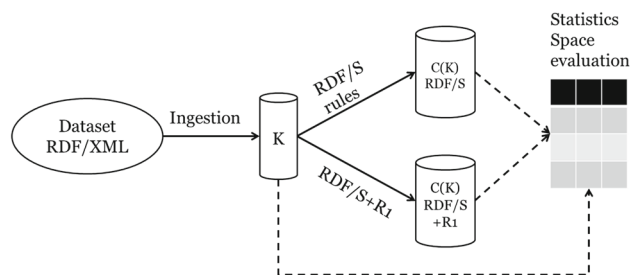 Dataset
RDF/XML
Ingestion
K
RDF/S
rules
RDF/S+R1
C(K)
RDF/S
C(K)
RDF/S
+R1
Statistics
Space
evaluation